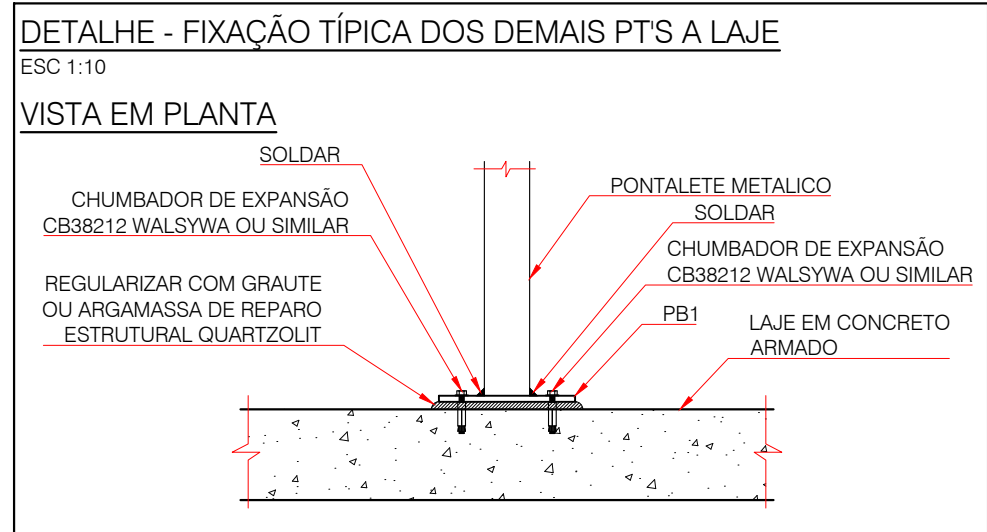 DETALHE - FIXAÇÃO TÍPICA DOS DEMAIS PT'S A LAJE
ESC 1:10
VISTA EM PLANTA
SOLDAR
CHUMBADOR DE EXPANSÃO
CB38212 WALSYWA OU SIMILAR
REGULARIZAR COM GRAUTE
OU ARGAMASSA DE REPARO
ESTRUTURAL QUARTZOLIT
PONTALETE METALICO
SOLDAR
CHUMBADOR DE EXPANSÃO
CB38212 WALSYWA OU SIMILAR
PB1
LAJE EM CONCRETO
ARMADO